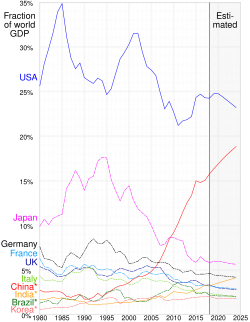 35%
Fraction
of world
GDP
Esti-
mated
30%
USA
25%
20%
15%
Japan
10%
Germany
France
UK
5%
Italy
China*
India*
Brazil*
Korea*
0%
1980 1985 1990 1995 2000 2005 2010 2015 2020 2025